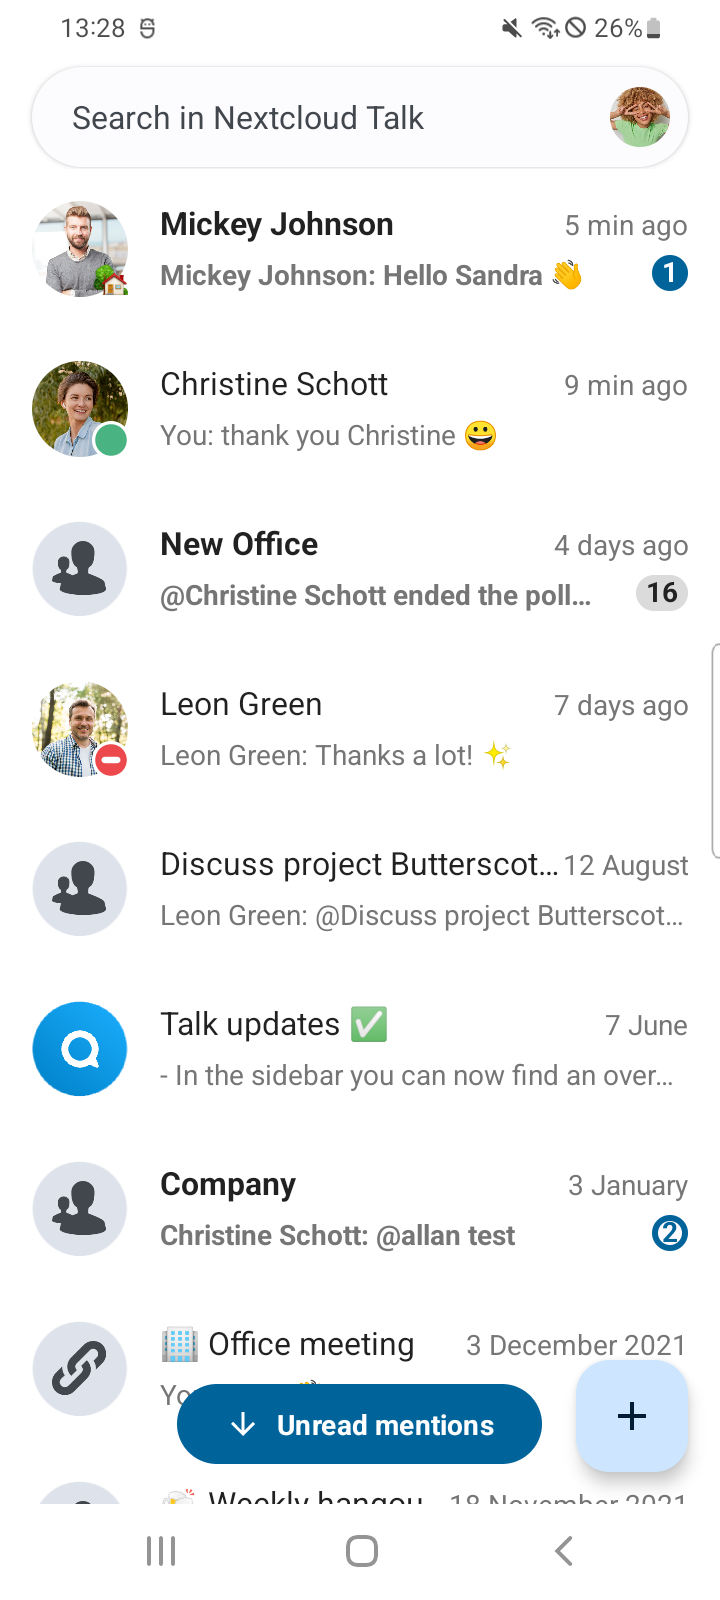 13:28 26%
Search in Nextcloud Talk
Mickey Johnson 5 min ago
Mickey Johnson: Hello Sandra 👋 1
Christine Schott 9 min ago
You: thank you Christine 😀
New Office 4 days ago
@Christine Schott ended the poll... 16
Leon Green 7 days ago
Leon Green: Thanks a lot! ✨
Discuss project Butterscot... 12 August
Leon Green: @Discuss project Butterscot...
Talk updates ✅ 7 June
- In the sidebar you can now find an over...
Company 3 January
Christine Schott: @allan test 2
🏢 Office meeting 3 December 2021
Unread mentions
🍻 Weekly hangou 18 November 2021